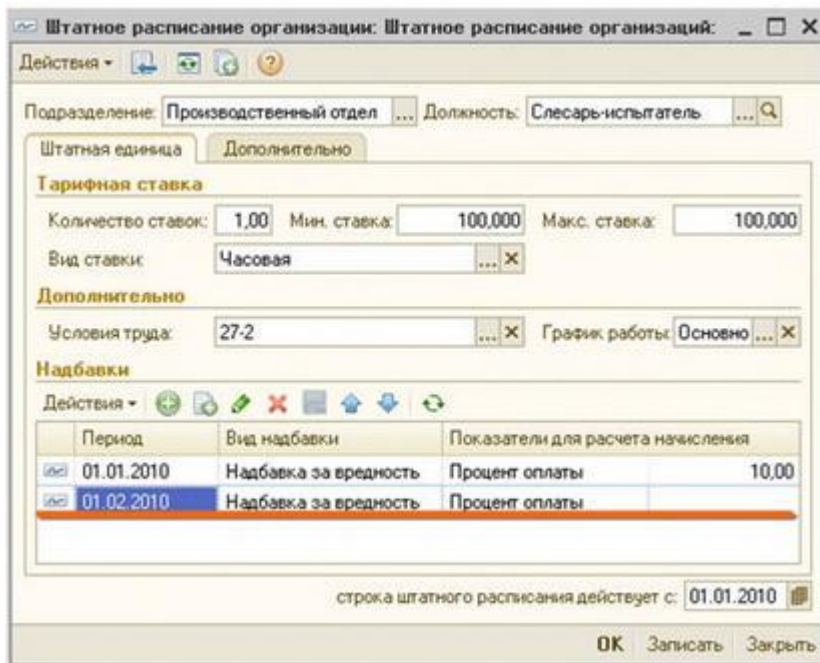 Штатное расписание организации: Штатное расписание организаций:
Действия
Подразделение: Производственный отдел ... Должность: Слесарь-испытатель ...
Штатная единица Дополнительно
Тарифная ставка
Количество ставок: 1,00 Мин. ставка: 100,000 Макс. ставка: 100,000
Вид ставки: Часовая ...
Дополнительно
Условия труда: 27-2 ... График работы: Основно ...
Надбавки
Действия
Период Вид надбавки Показатели для расчета начисления
01.01.2010 Надбавка за вредность Процент оплаты 10,00
01.02.2010 Надбавка за вредность Процент оплаты
строка штатного расписания действует с: 01.01.2010
OK Записать Закрыть